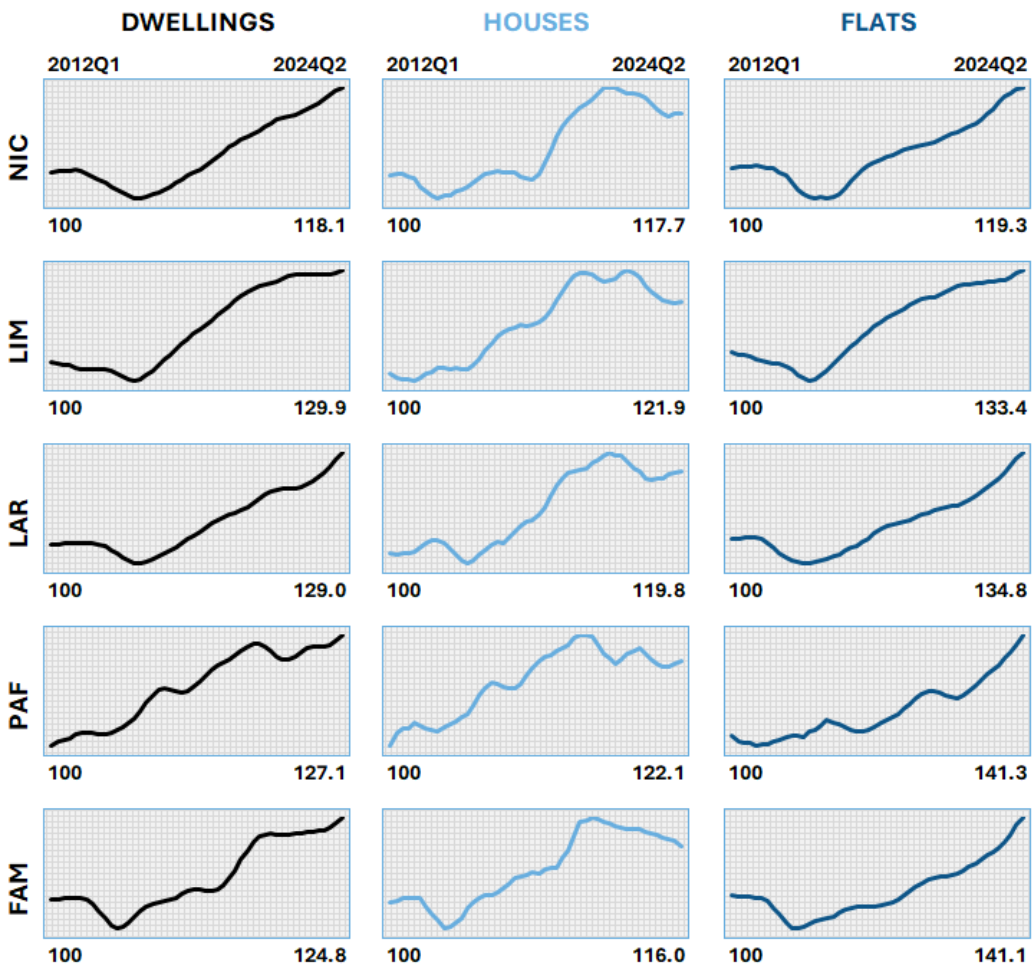 DWELLINGS HOUSES FLATS
2012Q1 2024Q2 2012Q1 2024Q2 2012Q1 2024Q2
NIC
100 118.1 100 117.7 100 119.3
LIM
100 129.9 100 121.9 100 133.4
LAR
100 129.0 100 119.8 100 134.8
PAF
100 127.1 100 122.1 100 141.3
FAM
100 124.8 100 116.0 100 141.1